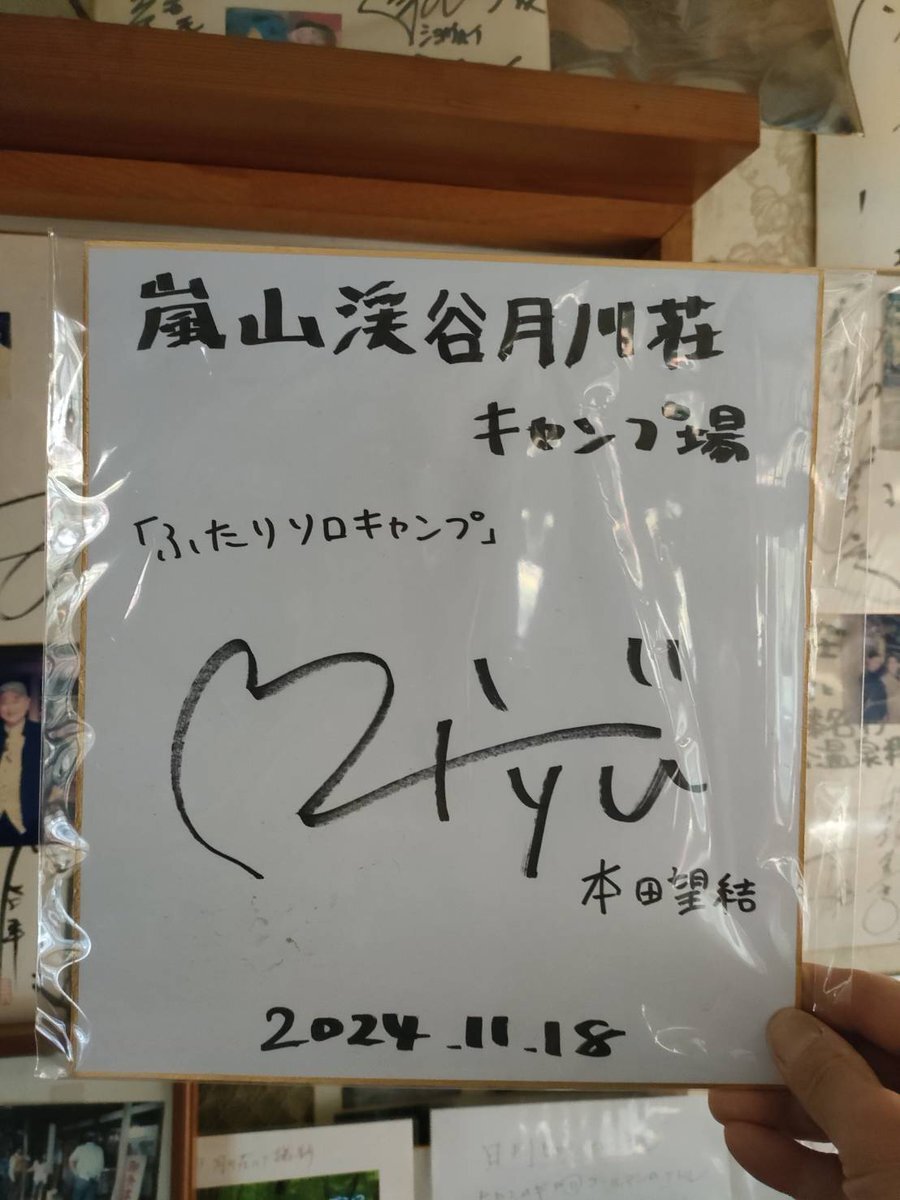 嵐山渓谷月川荘
キャンプ場
「ふたりソロキャンプ」
Miyu
本田望結
2024.11.18